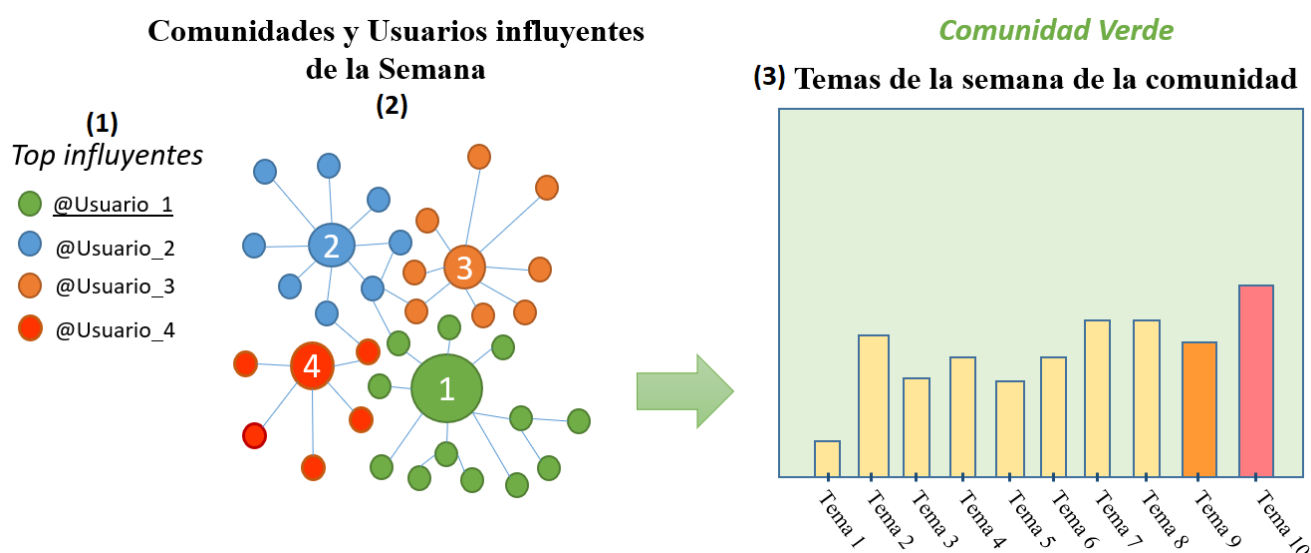 Comunidades y Usuarios influyentes
de la Semana
(2)
(1)
Top influyentes
@Usuario_1
@Usuario_2
@Usuario_3
@Usuario_4
2
3
4
1
Comunidad Verde
(3) Temas de la semana de la comunidad
Tema 1
Tema 2
Tema 3
Tema 4
Tema 5
Tema 6
Tema 7
Tema 8
Tema 9
Tema 10